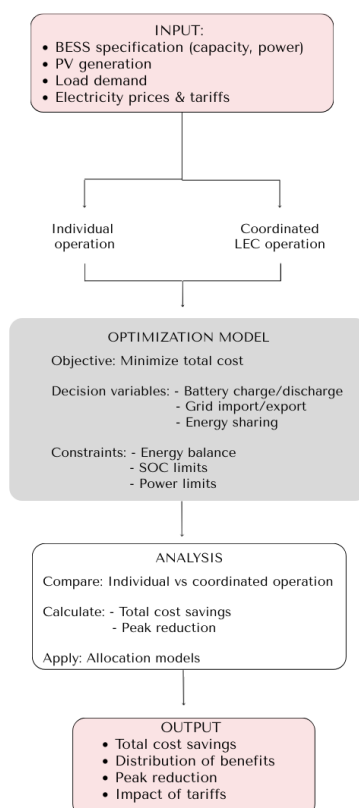 INPUT:
• BESS specification (capacity, power)
• PV generation
• Load demand
• Electricity prices & tariffs
Individual
operation
Coordinated
LEC operation
OPTIMIZATION MODEL
Objective: Minimize total cost
Decision variables: - Battery charge/discharge
- Grid import/export
- Energy sharing
Constraints: - Energy balance
- SOC limits
- Power limits
ANALYSIS
Compare: Individual vs coordinated operation
Calculate: - Total cost savings
- Peak reduction
Apply: Allocation models
OUTPUT
• Total cost savings
• Distribution of benefits
• Peak reduction
• Impact of tariffs